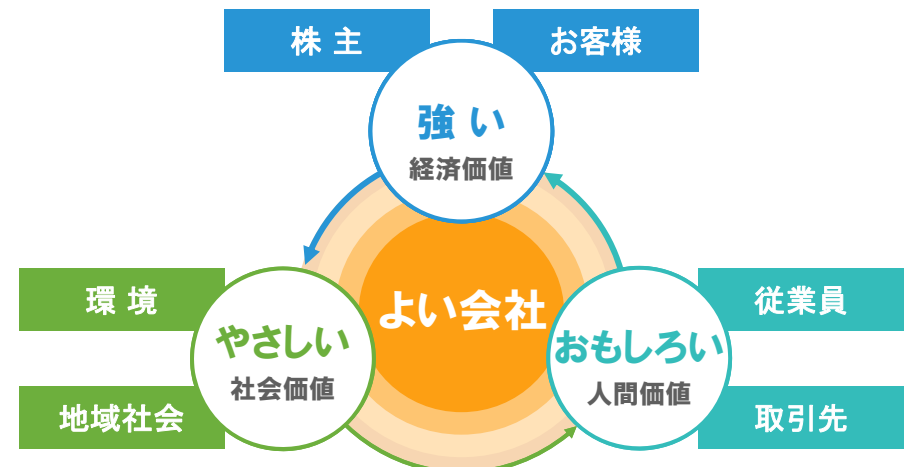 株 主
お客様
強 い
経済価値
環 境
よい会社
従業員
やさしい
社会価値
おもしろい
人間価値
地域社会
取引先